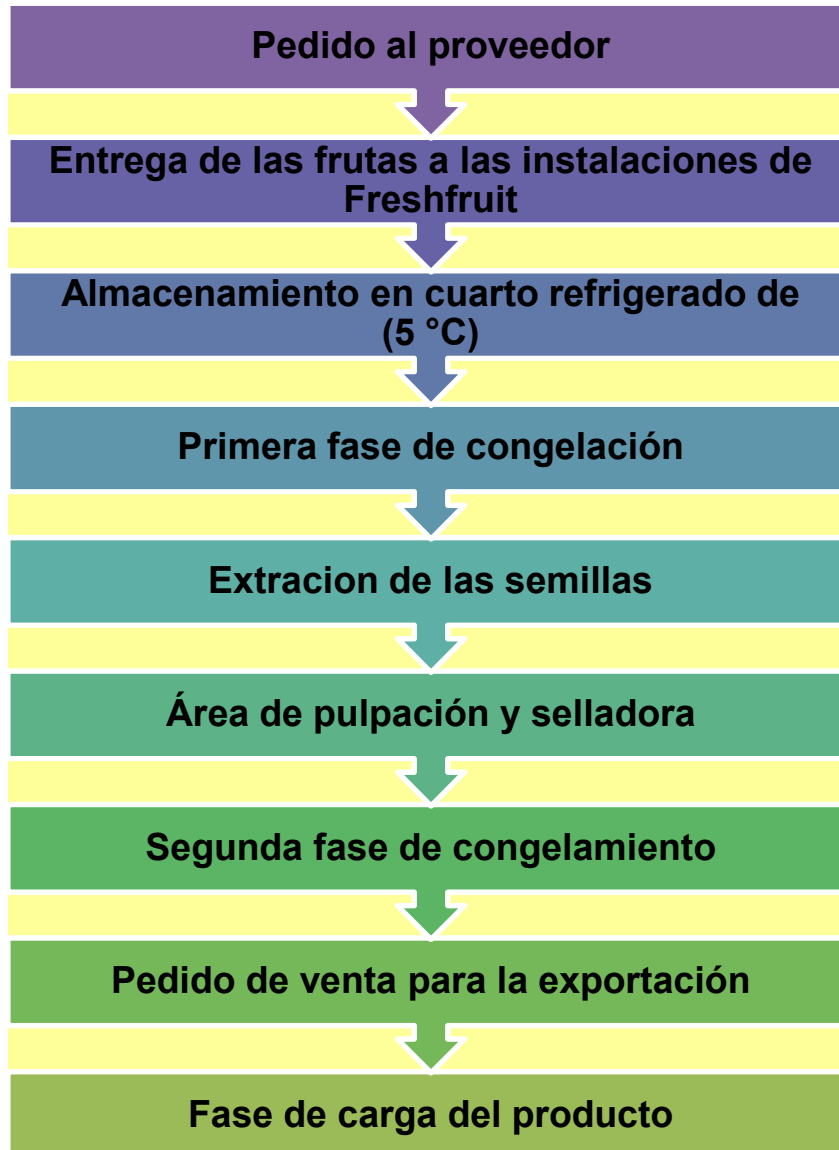 Pedido al proveedor
Entrega de las frutas a las instalaciones de
Freshfruit
Almacenamiento en cuarto refrigerado de
(5 °C)
Primera fase de congelación
Extracion de las semillas
Área de pulpación y selladora
Segunda fase de congelamiento
Pedido de venta para la exportación
Fase de carga del producto